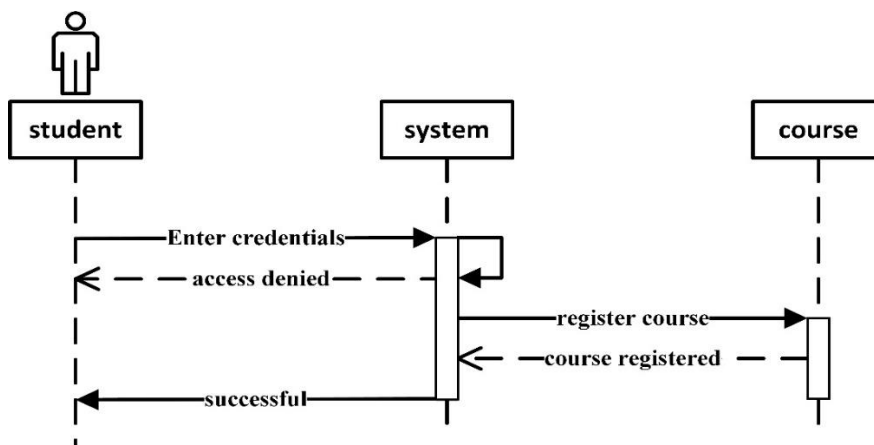 student
system
course
Enter credentials
access denied
register course
course registered
successful